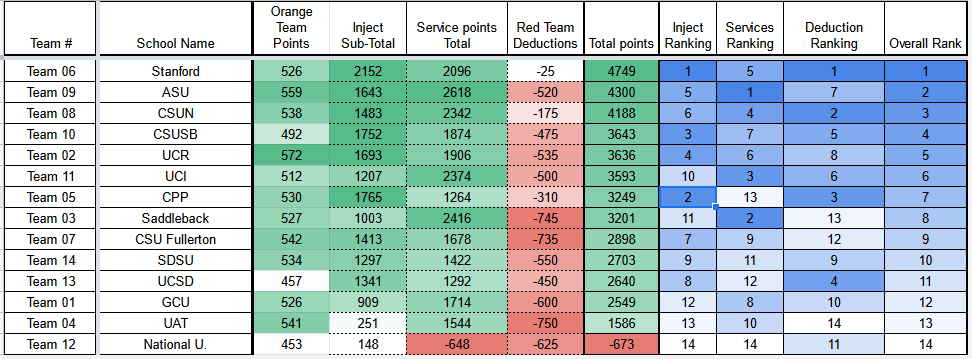 Team # School Name Orange Team Points Inject Sub-Total Service points Total Red Team Deductions Total points Inject Ranking Services Ranking Deduction Ranking Overall Rank
Team 06 Stanford 526 2152 2096 -25 4749 1 5 1 1
Team 09 ASU 559 1643 2618 -520 4300 5 1 7 2
Team 08 CSUN 538 1483 2342 -175 4188 6 4 2 3
Team 10 CSUSB 492 1752 1874 -475 3643 3 7 5 4
Team 02 UCR 572 1693 1906 -535 3636 4 6 8 5
Team 11 UCI 512 1207 2374 -500 3593 10 3 6 6
Team 05 CPP 530 1765 1264 -310 3249 2 13 3 7
Team 03 Saddleback 527 1003 2416 -745 3201 11 2 13 8
Team 07 CSU Fullerton 542 1413 1678 -735 2898 7 9 12 9
Team 14 SDSU 534 1297 1422 -550 2703 9 11 9 10
Team 13 UCSD 457 1341 1292 -450 2640 8 12 4 11
Team 01 GCU 526 909 1714 -600 2549 12 8 10 12
Team 04 UAT 541 251 1544 -750 1586 13 10 14 13
Team 12 National U. 453 148 -648 -625 -673 14 14 11 14